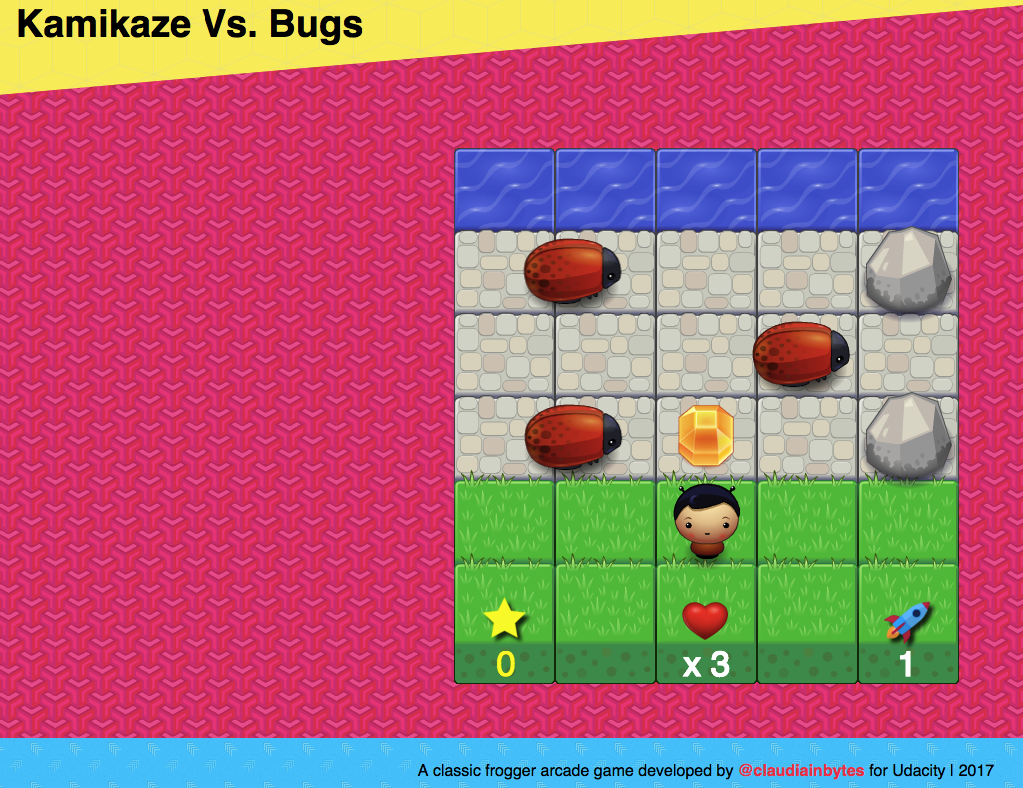 Kamikaze Vs. Bugs
0
x 3
1
A classic frogger arcade game developed by @claudiainbytes for Udacity | 2017